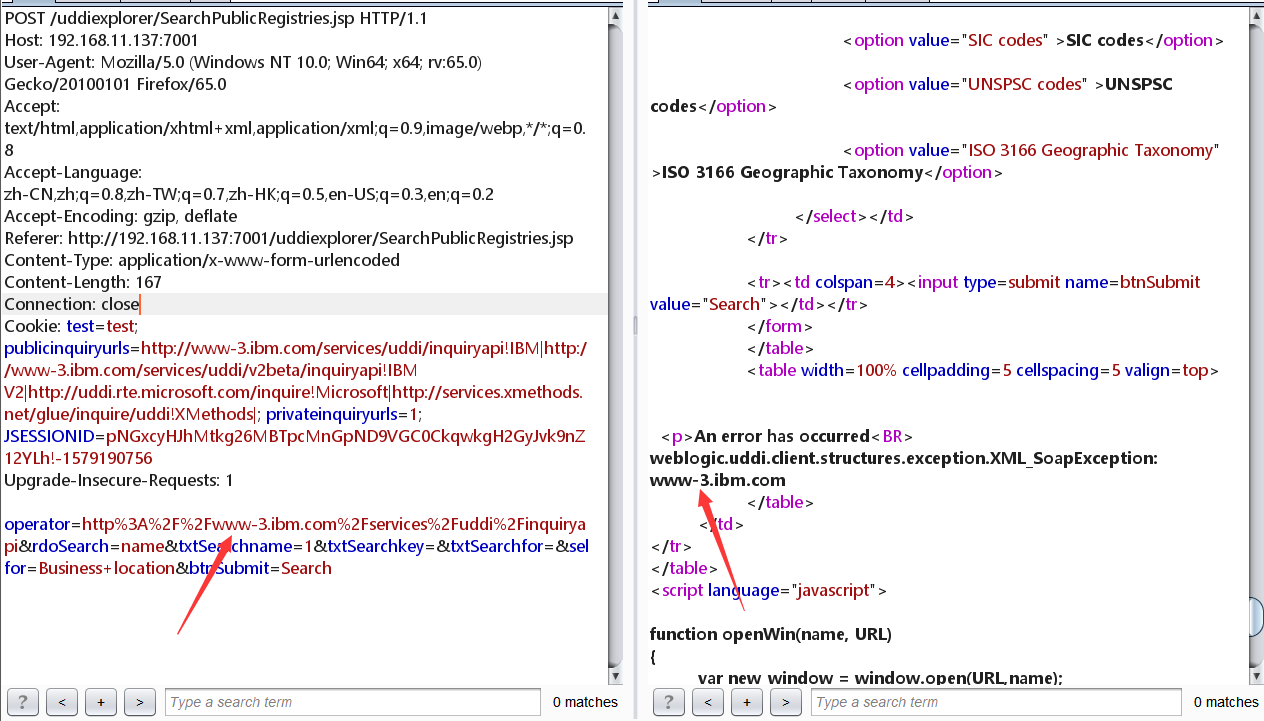 POST /uddiexplorer/SearchPublicRegistries.jsp HTTP/1.1
Host: 192.168.11.137:7001
User-Agent: Mozilla/5.0 (Windows NT 10.0; Win64; x64; rv:65.0)
Gecko/20100101 Firefox/65.0
Accept:
text/html,application/xhtml+xml,application/xml;q=0.9,image/webp,*/*;q=0.
8
Accept-Language:
zh-CN,zh;q=0.8,zh-TW;q=0.7,zh-HK;q=0.5,en-US;q=0.3,en;q=0.2
Accept-Encoding: gzip, deflate
Referer: http://192.168.11.137:7001/uddiexplorer/SearchPublicRegistries.jsp
Content-Type: application/x-www-form-urlencoded
Content-Length: 167
Connection: close
Cookie: test=test;
publicinquiryurls=http://www-3.ibm.com/services/uddi/inquiryapi!IBM|http:/
/www-3.ibm.com/services/uddi/v2beta/inquiryapi!IBM
V2|http://uddi.rte.microsoft.com/inquire!Microsoft|http://services.xmethods.
net/glue/inquire/uddi!XMethods|; privateinquiryurls=1;
JSESSIONID=pNGxcyHJhMtkg26MBTpcMnGpND9VGC0CkqwkgH2GyJvk9nZ
12YLh!-1579190756
Upgrade-Insecure-Requests: 1
operator=http%3A%2F%2Fwww-3.ibm.com%2Fservices%2Fuddi%2Finquirya
pi&rdoSearch=name&txtSearchname=1&txtSearchkey=&txtSearchfor=&sel
for=Business+location&btnSubmit=Search
? < + > Type a search term 0 matches
<option value="SIC codes" >SIC codes</option>
<option value="UNSPSC codes" >UNSPSC
codes</option>
<option value="ISO 3166 Geographic Taxonomy"
>ISO 3166 Geographic Taxonomy</option>
</select></td>
</tr>
<tr><td colspan=4><input type=submit name=btnSubmit
value="Search"></td></tr>
</form>
</table>
<table width=100% cellpadding=5 cellspacing=5 valign=top>
<p>An error has occurred<BR>
weblogic.uddi.client.structures.exception.XML_SoapException:
www-3.ibm.com
</table>
</td>
</tr>
</table>
<script language="javascript">
function openWin(name, URL)
{
var new_window = window.open(URL,name);
? < + > Type a search term 0 matches